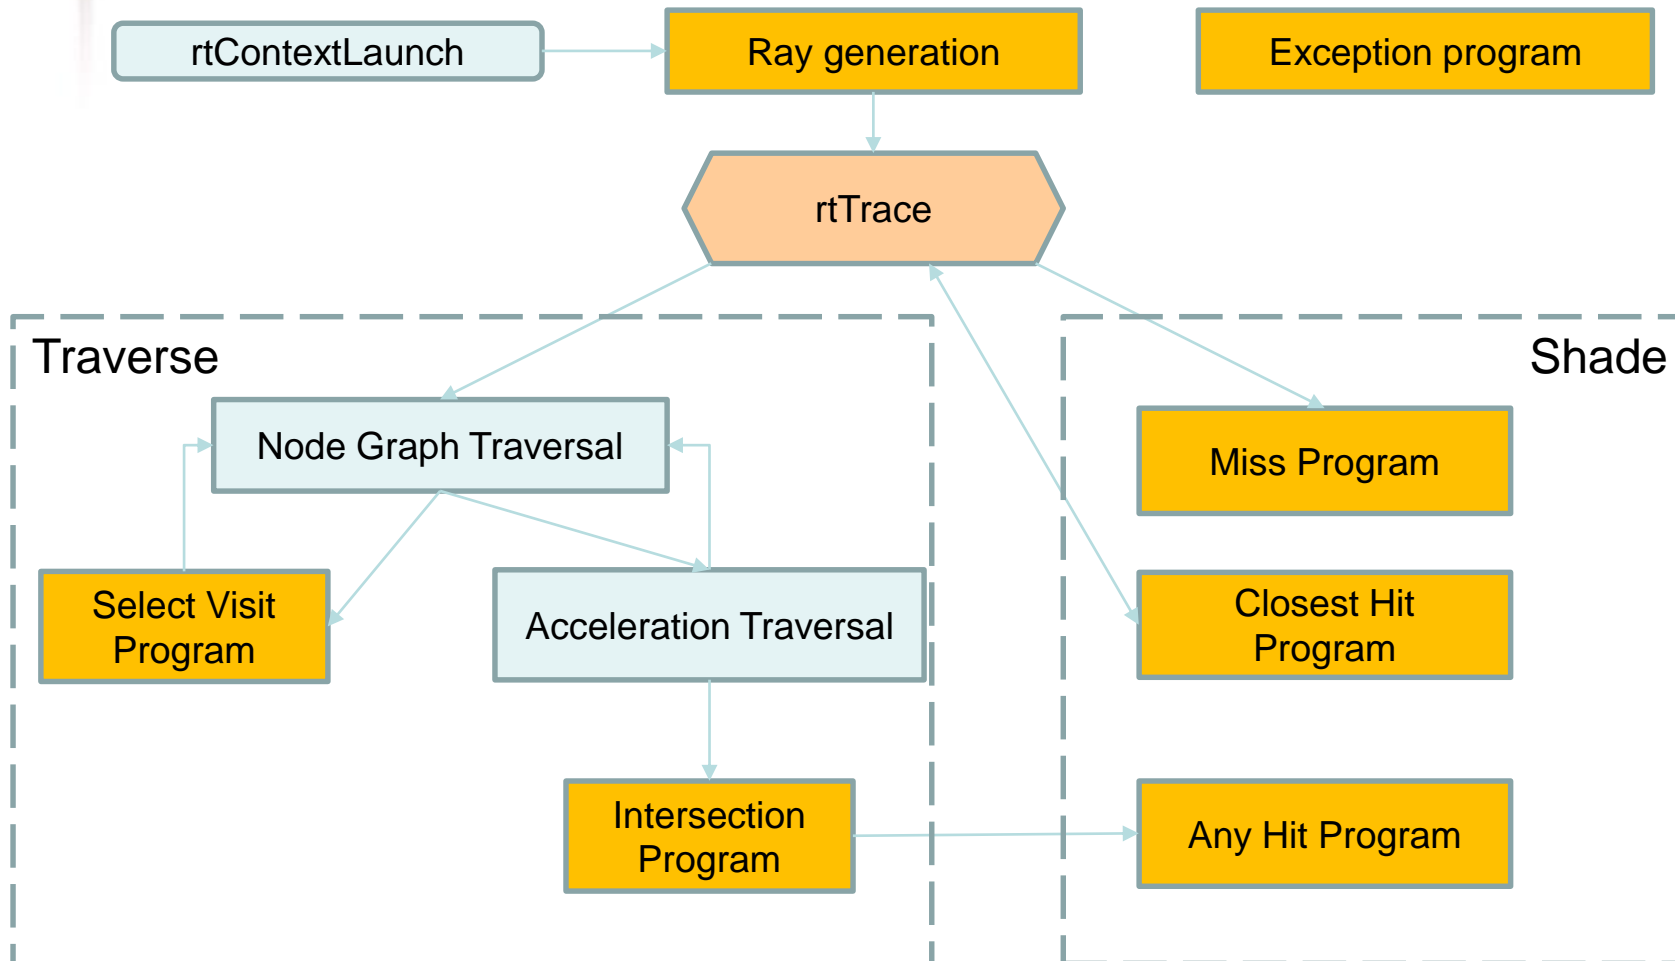 rtContextLaunch
Ray generation
Exception program
rtTrace
Traverse
Shade
Node Graph Traversal
Miss Program
Select Visit
Program
Acceleration Traversal
Closest Hit
Program
Intersection
Program
Any Hit Program